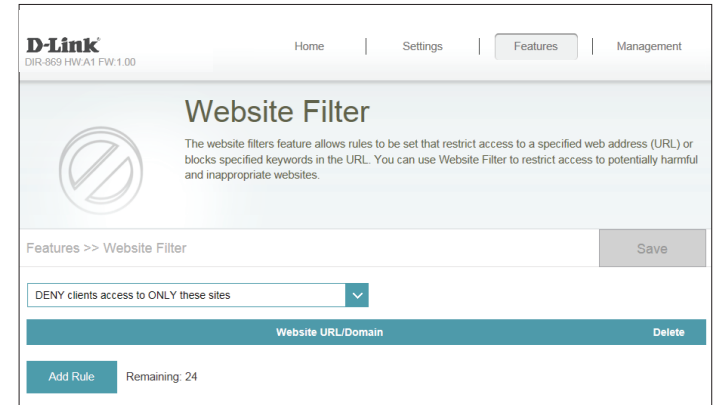 D-Link
DIR-869 HW:A1 FW:1.00
Home | Settings | Features | Management
Website Filter
The website filters feature allows rules to be set that restrict access to a specified web address (URL) or
blocks specified keywords in the URL. You can use Website Filter to restrict access to potentially harmful
and inappropriate websites.
Features >> Website Filter Save
DENY clients access to ONLY these sites
Website URL/Domain Delete
Add Rule Remaining: 24